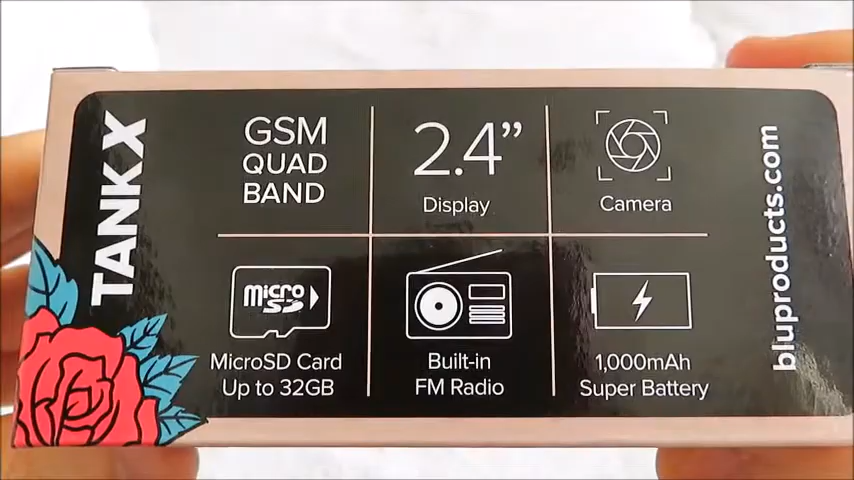 TANKX
GSM
QUAD
BAND
2.4”
Display
Camera
micro
SD
MicroSD Card
Up to 32GB
Built-in
FM Radio
1,000mAh
Super Battery
bluproducts.com